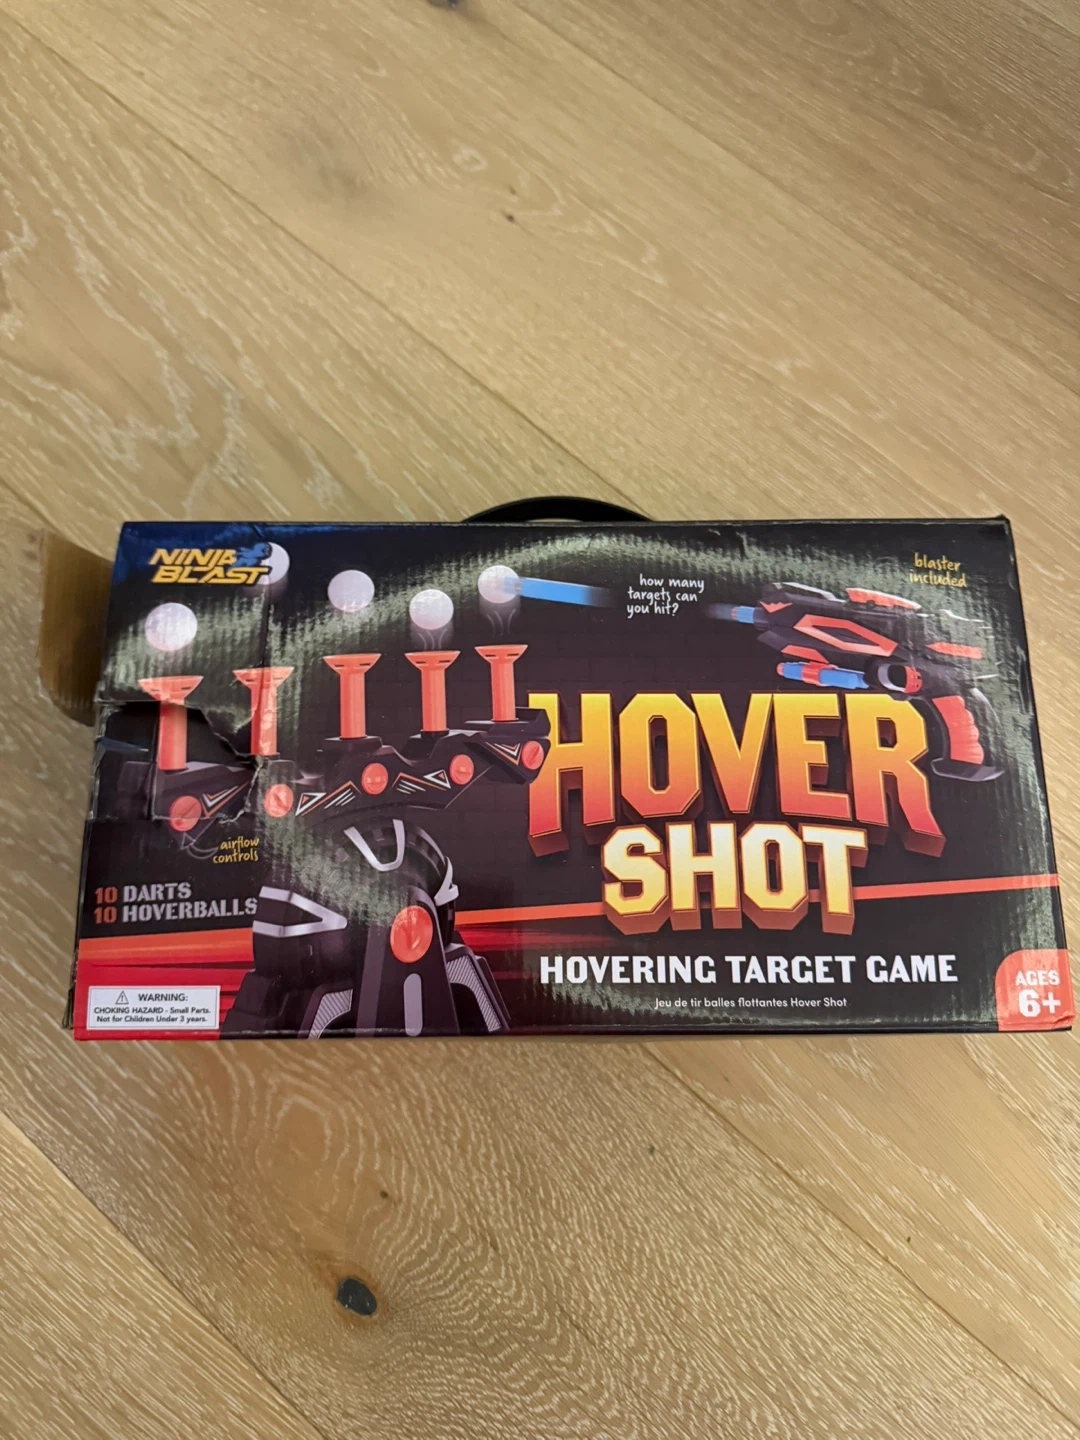 NINJA
BLAST
how many
targets can
you hit?
blaster
included
HOVER
SHOT
airflow
controls
10 DARTS
10 HOVERBALLS
HOVERING TARGET GAME
Jeu de tir balles flottantes Hover Shot
WARNING:
CHOKING HAZARD - Small Parts.
Not for Children Under 3 years.
AGES
6+